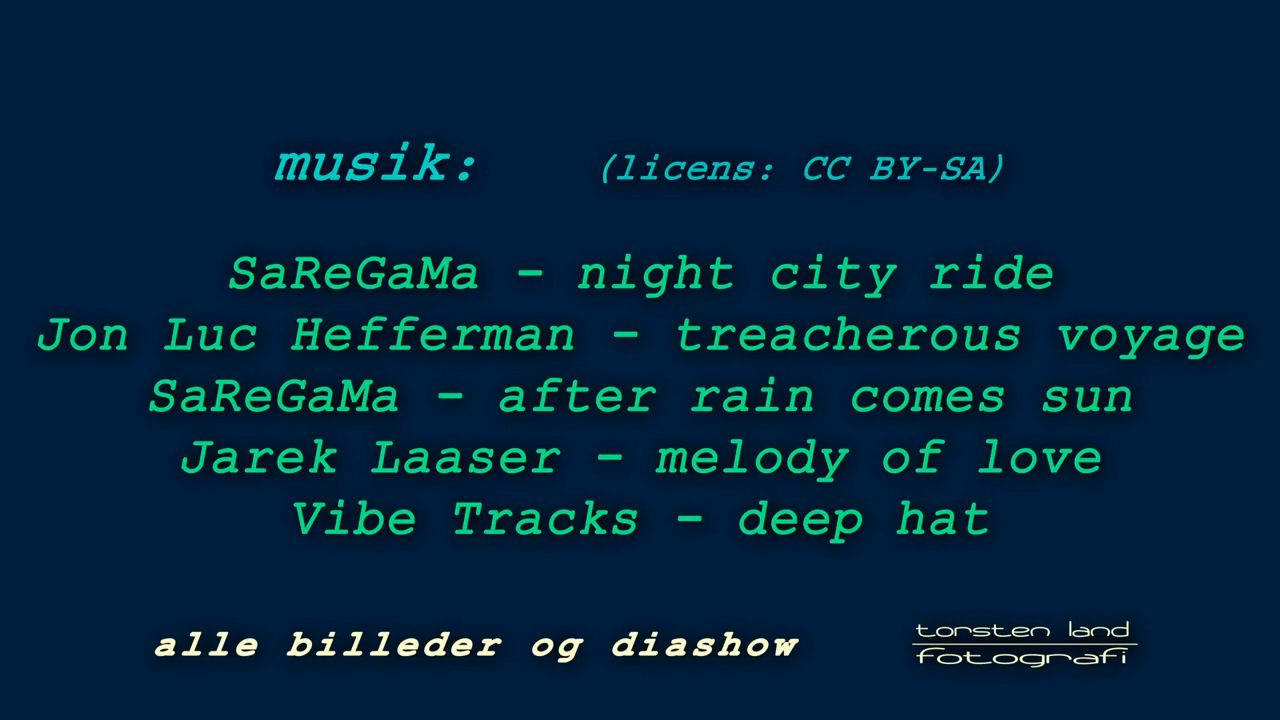 musik: (licens: CC BY-SA)
SaReGaMa - night city ride
Jon Luc Hefferman - treacherous voyage
SaReGaMa - after rain comes sun
Jarek Laaser - melody of love
Vibe Tracks - deep hat
alle billeder og diashow
torsten land
fotografi